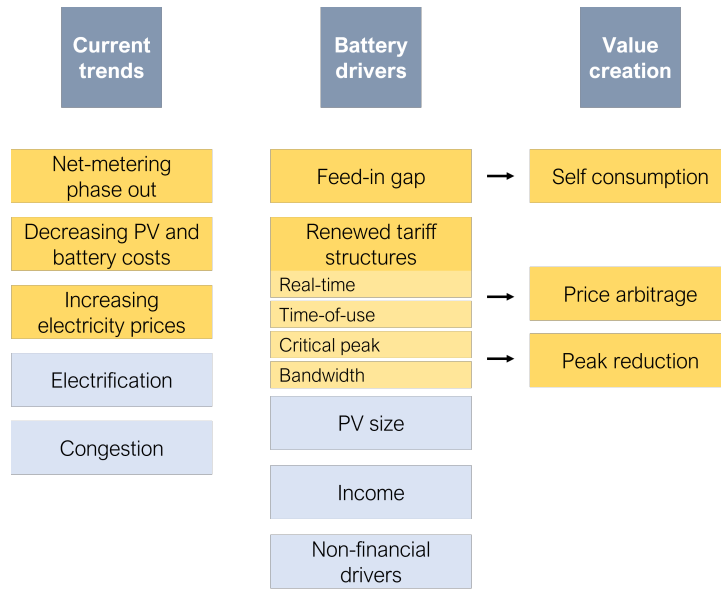 Current
trends
Battery
drivers
Value
creation
Net-metering
phase out
Decreasing PV and
battery costs
Increasing
electricity prices
Electrification
Congestion
Feed-in gap
Renewed tariff
structures
Real-time
Time-of-use
Critical peak
Bandwidth
PV size
Income
Non-financial
drivers
Self consumption
Price arbitrage
Peak reduction